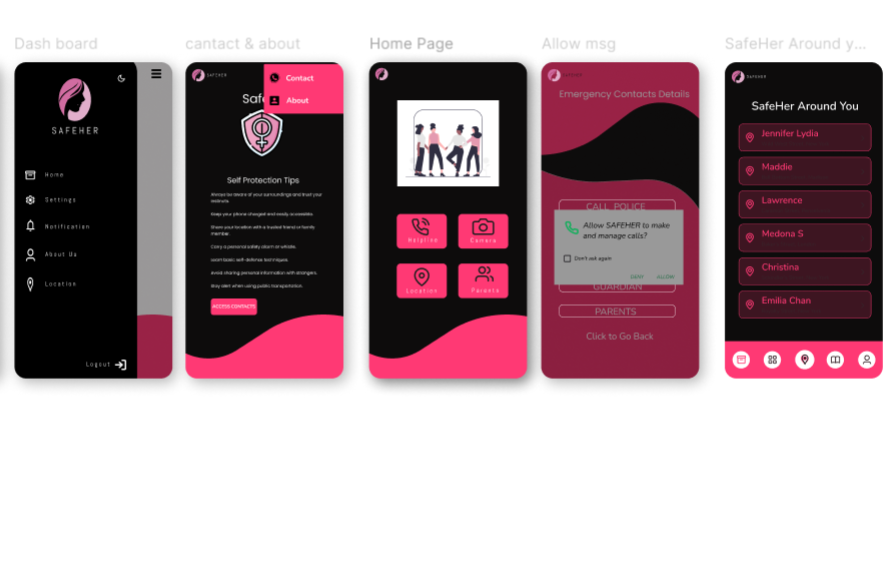 Dash board
cantact & about
Home Page
Allow msg
SafeHer Around y...
SAFEHER
Home
Settings
Notification
About Us
Location
Logout
SAFEHER
Contact
About
Safe
Self Protection Tips
Always be aware of your surroundings and trust your
instincts.
Keep your phone charged and easily accessible.
Share your location with a trusted friend or family
member.
Carry a personal safety alarm or whistle.
Learn basic self-defense techniques.
Avoid sharing personal information with strangers.
Stay alert when using public transportation.
ACCESS CONTACTS
Helpline
Camera
Location
Parents
SAFEHER
Emergency Contacts Details
CALL POLICE
Allow SAFEHER to make
and manage calls?
Don't ask again
DENY
ALLOW
GUARDIAN
PARENTS
Click to Go Back
SAFEHER
SafeHer Around You
Jennifer Lydia
Maddie
Lawrence
Medona S
Christina
Emilia Chan